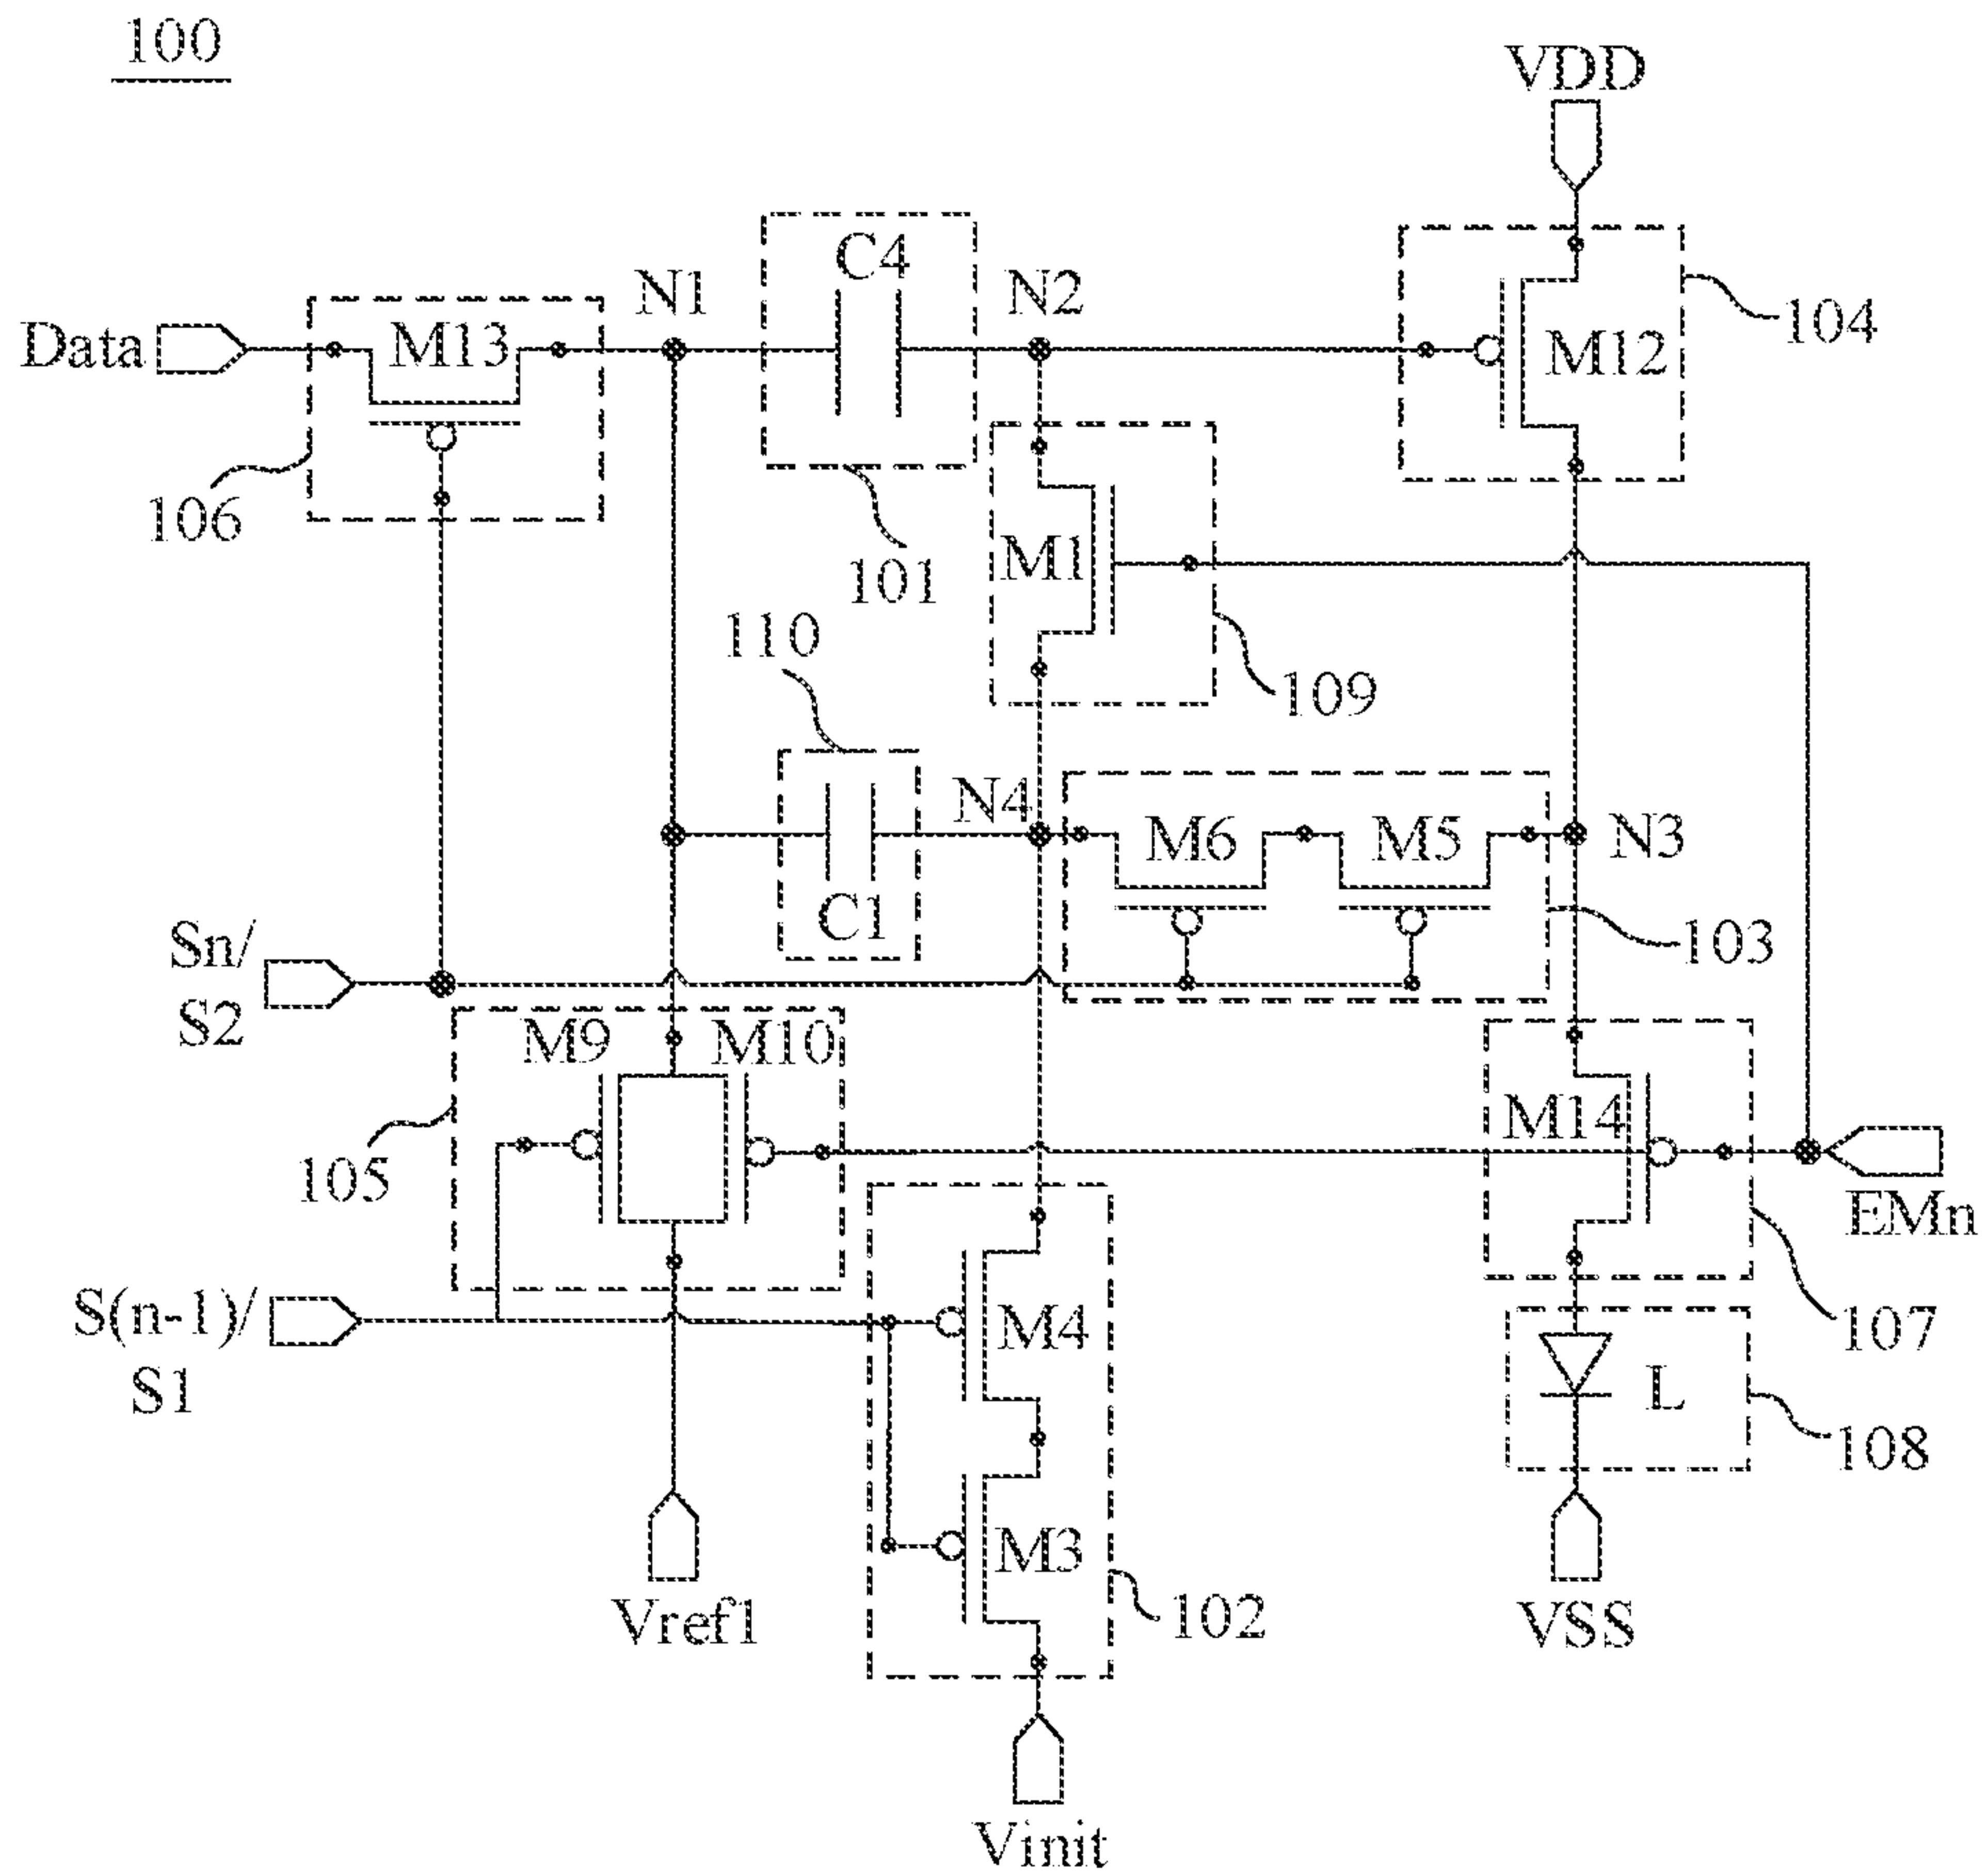 100
VDD
C4
N1
N2
Data
M13
M12
104
106
M1
101
110
109
N4
M6
M5
N3
C1
Sn/
S2
103
M9
M10
M14
105
EMn
S(n-1)/
S1
M4
107
L
108
M3
Vref1
102
VSS
Vinit